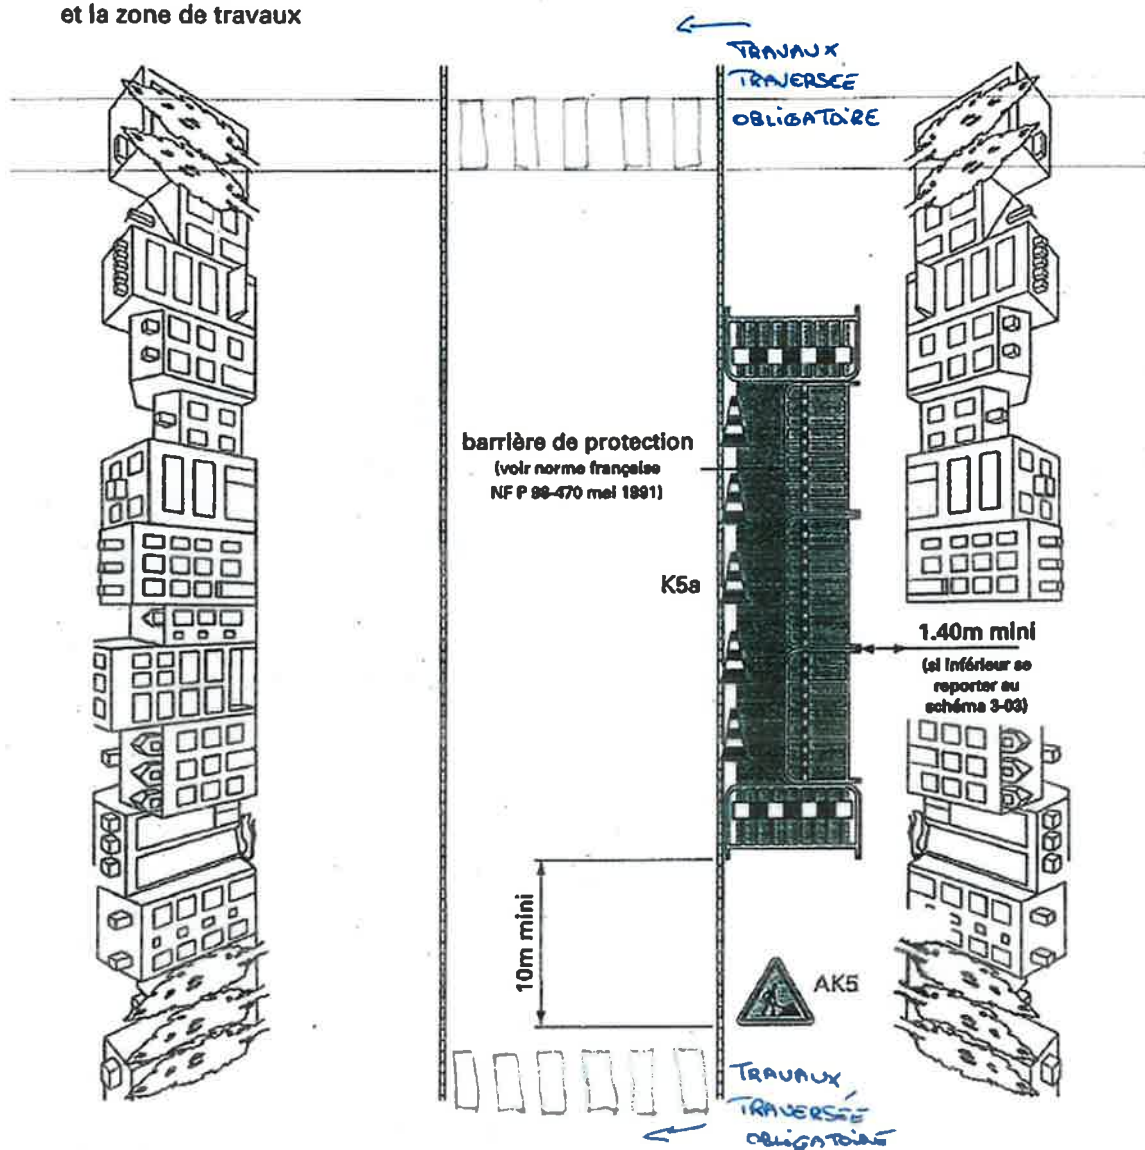 et la zone de travaux
TRAVAUX
TRAVERSEE
OBLIGATOIRE
barrière de protection
(voir norme française
NF P 98-470 mai 1991)
K5a
1.40m mini
(si inférieur se
reporter au
schéma 3-03)
10m mini
AK5
TRAVAUX
TRAVERSÉE
OBLIGATOIRE